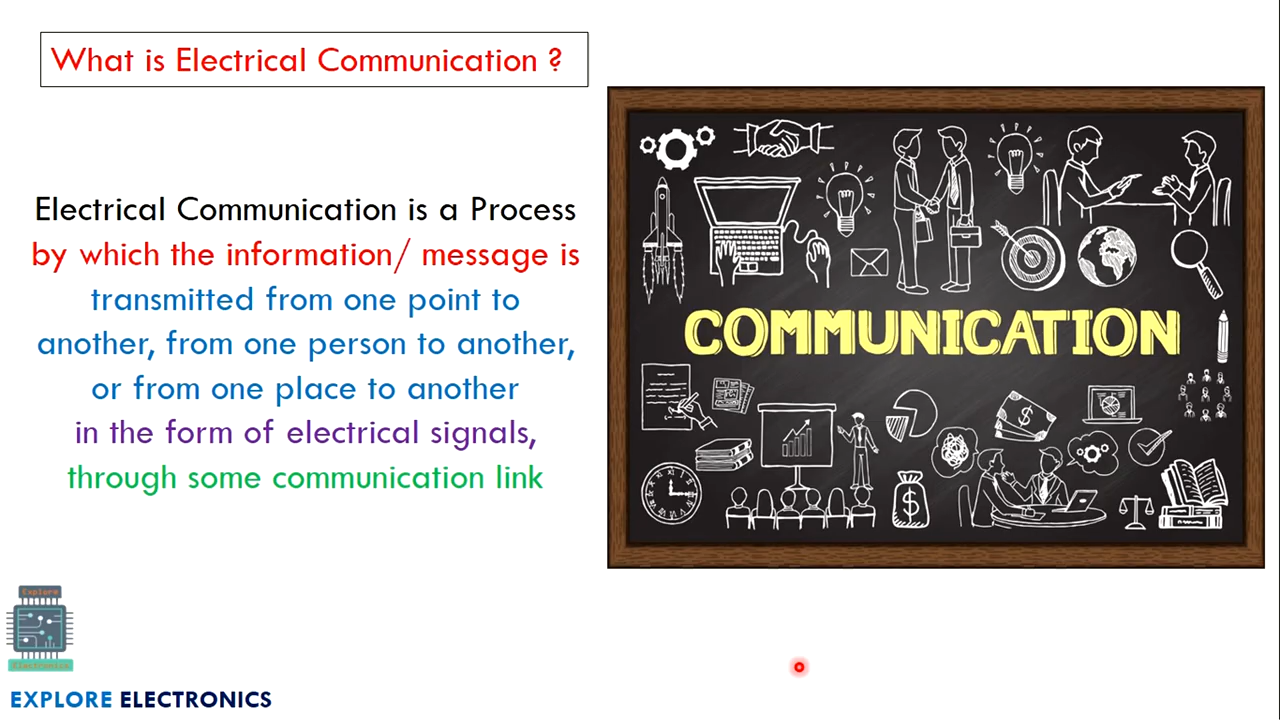 What is Electrical Communication ?
Electrical Communication is a Process
by which the information/ message is
transmitted from one point to
another, from one person to another,
or from one place to another
in the form of electrical signals,
through some communication link
COMMUNICATION
$
$
Explore
Electronics
EXPLORE ELECTRONICS